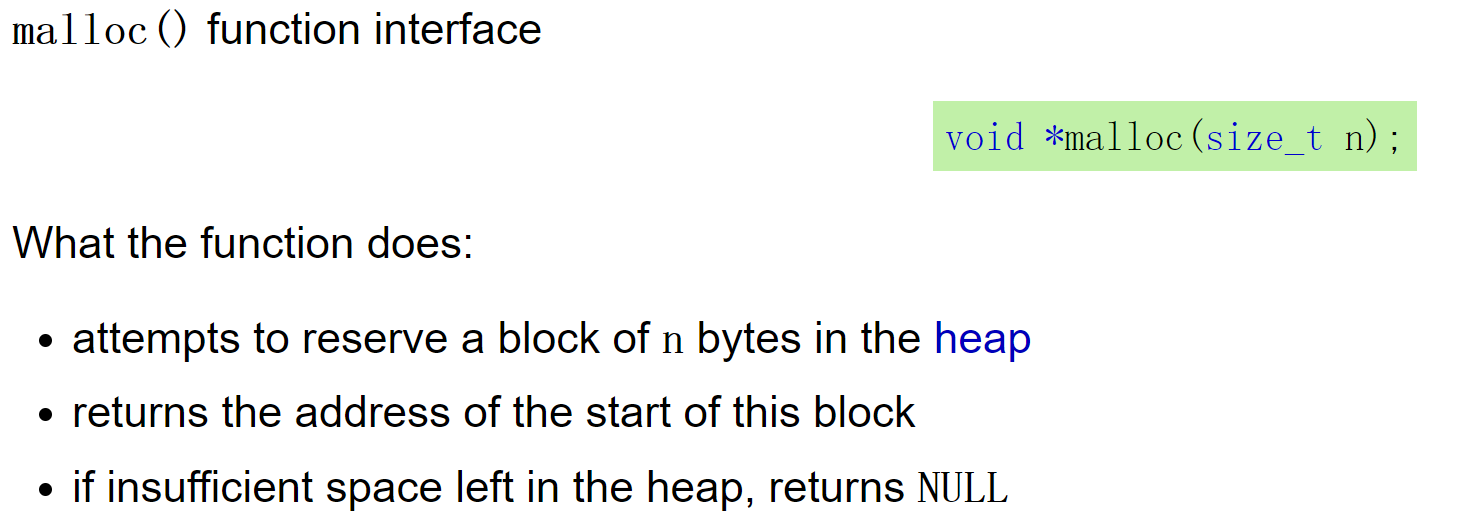 malloc() function interface
void *malloc(size_t n);
What the function does:
• attempts to reserve a block of n bytes in the heap
• returns the address of the start of this block
• if insufficient space left in the heap, returns NULL